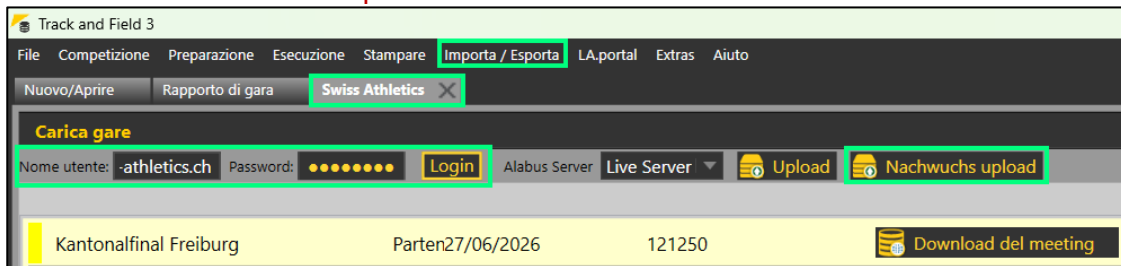 Track and Field 3
File Competizione Preparazione Esecuzione Stampare Importa / Esporta LA.portal Extras Aiuto
Nuovo/Aprire Rapporto di gara Swiss Athletics
Carica gare
Nome utente: -athletics.ch Password: ●●●●●●●● Login Alabus Server Live Server Upload Nachwuchs upload
Kantonalfinal Freiburg Parten27/06/2026 121250 Download del meeting